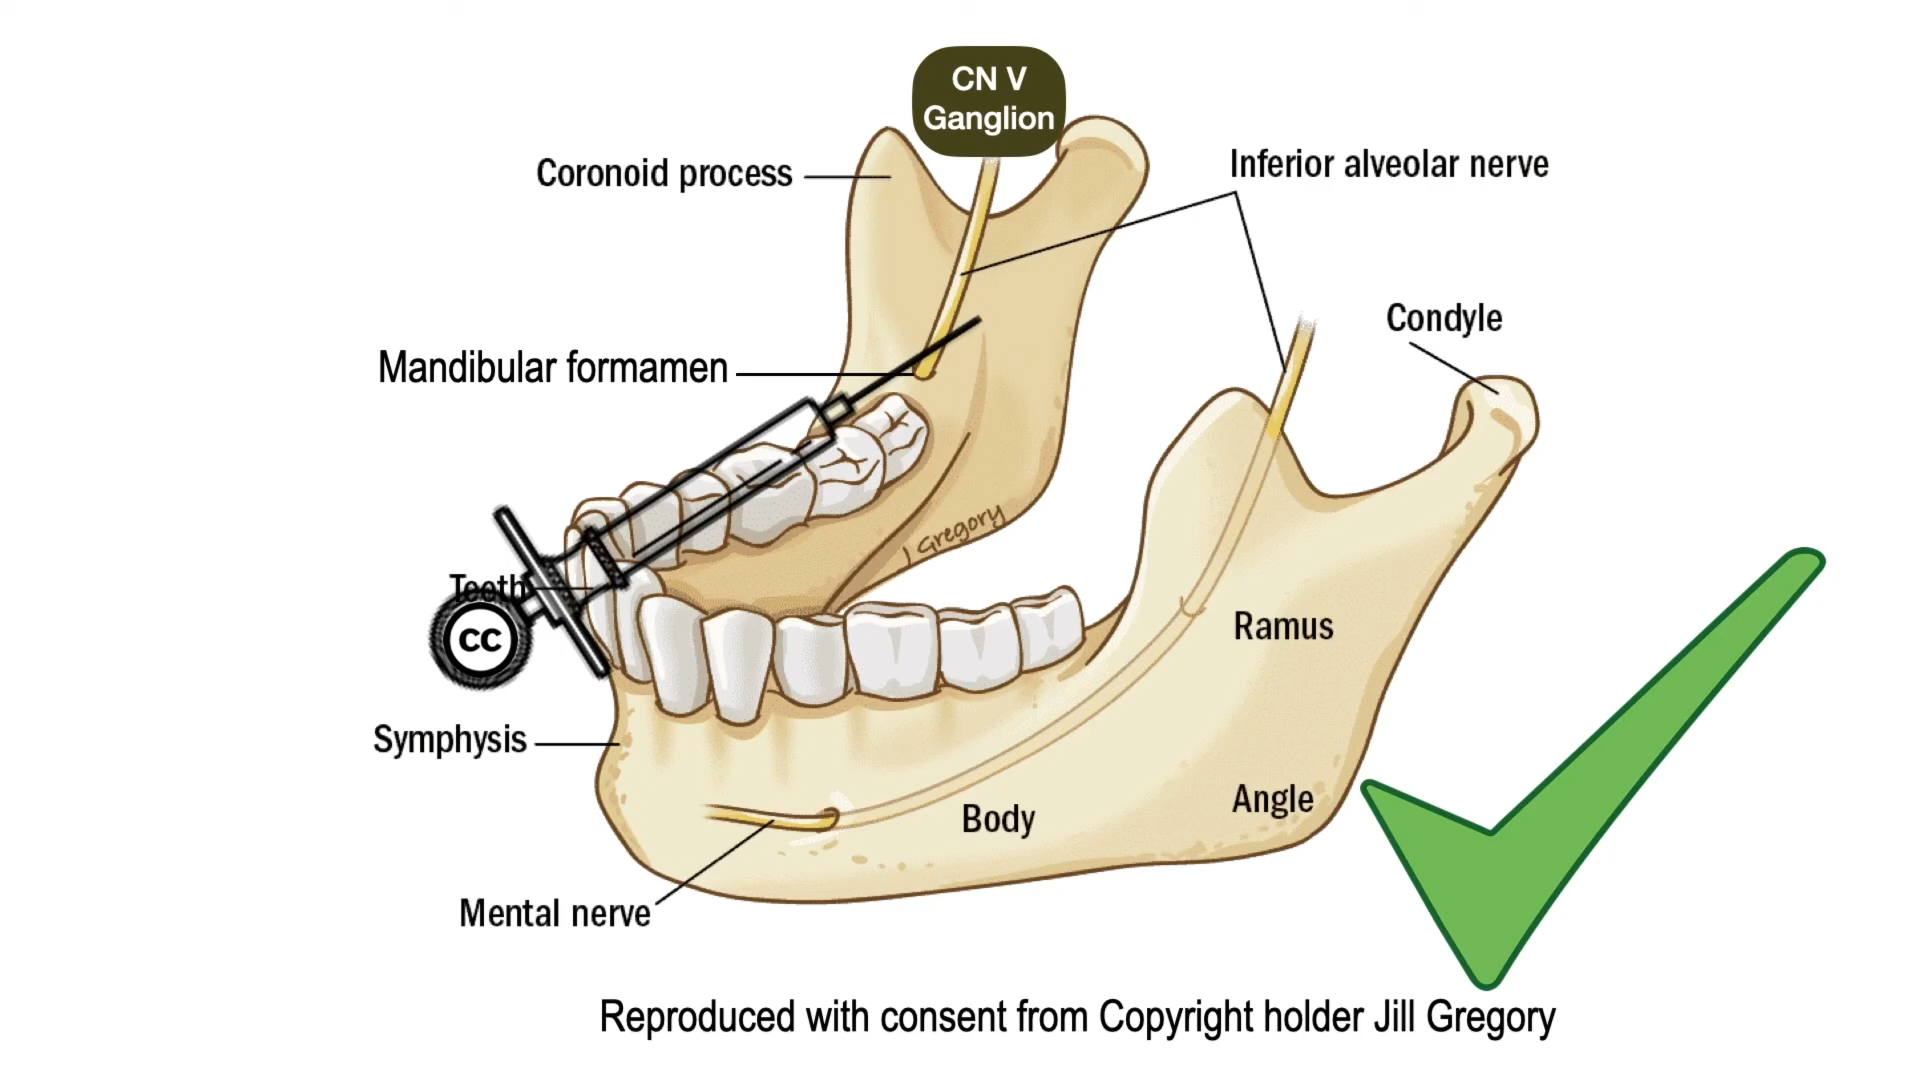 CN V
Ganglion
Coronoid process
Inferior alveolar nerve
Condyle
Mandibular formamen
J Gregory
Teeth
CC
Ramus
Symphysis
Angle
Body
Mental nerve
Reproduced with consent from Copyright holder Jill Gregory